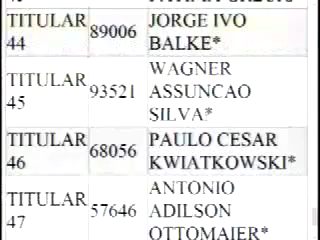 TITULAR 44 89006 JORGE IVO BALKE*
TITULAR 45 93521 WAGNER ASSUNCAO SILVA*
TITULAR 46 68056 PAULO CESAR KWIATKOWSKI*
TITULAR 47 57646 ANTONIO ADILSON OTTOMAIER*